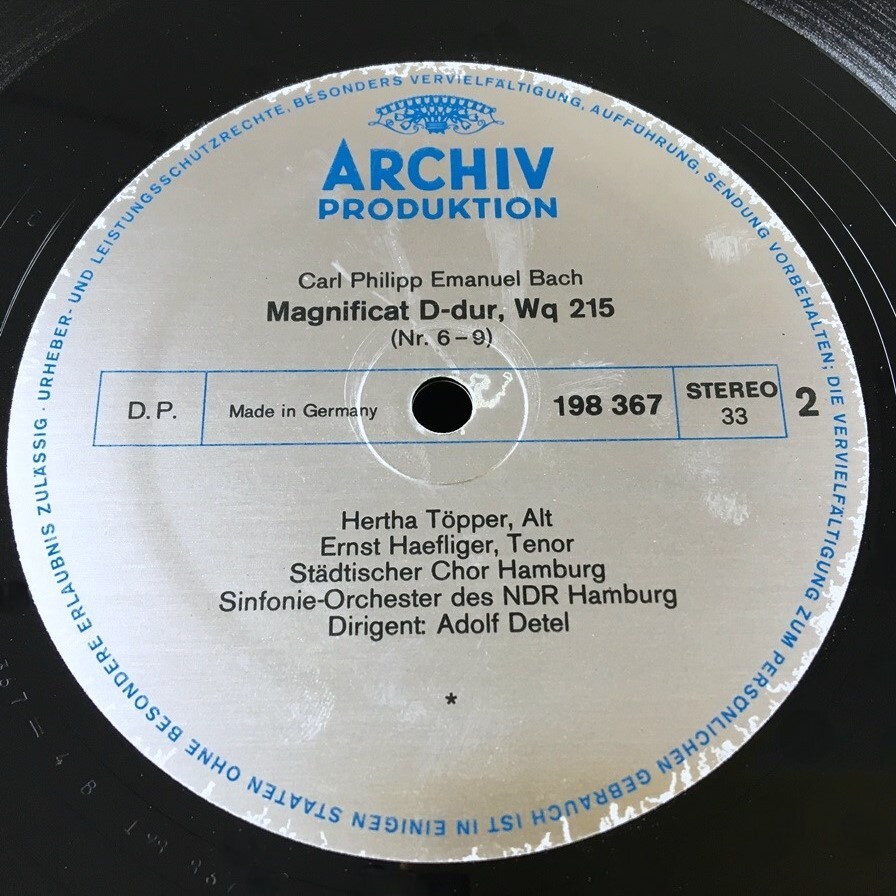 URHEBER- UND LEISTUNGSSCHUTZRECHTE, BESONDERS VERVIELFÄLTIGUNG, AUFFÜHRUNG, SENDUNG VORBEHALTEN; DIE VERVIELFÄLTIGUNG ZUM PERSÖNLICHEN GEBRAUCH IST IN EINIGEN STAATEN OHNE BESONDERE ERLAUBNIS ZULÄSSIG ·
ARCHIV
PRODUKTION
Carl Philipp Emanuel Bach
Magnificat D-dur, Wq 215
(Nr. 6–9)
D. P. Made in Germany 198 367 STEREO 33 2
Hertha Töpper, Alt
Ernst Haefliger, Tenor
Städtischer Chor Hamburg
Sinfonie-Orchester des NDR Hamburg
Dirigent: Adolf Detel
*